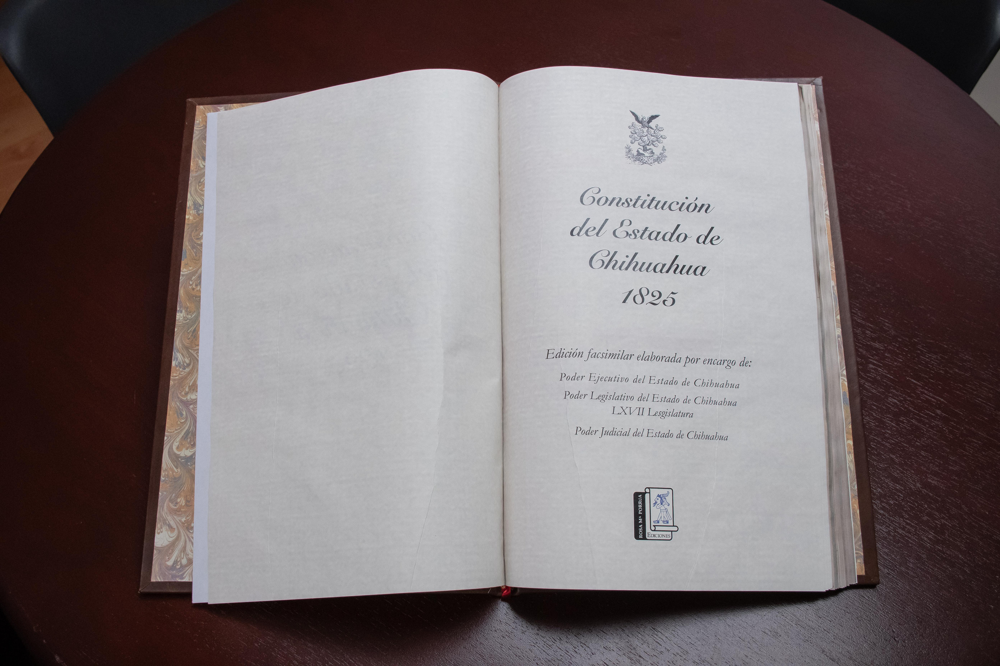 Constitución
del Estado de
Chihuahua
1825
Edición facsimilar elaborada por encargo de:
Poder Ejecutivo del Estado de Chihuahua
Poder Legislativo del Estado de Chihuahua
LXVII Lesgislatura
Poder Judicial del Estado de Chihuahua
ROSA Mª PORRÚA
EDICIONES